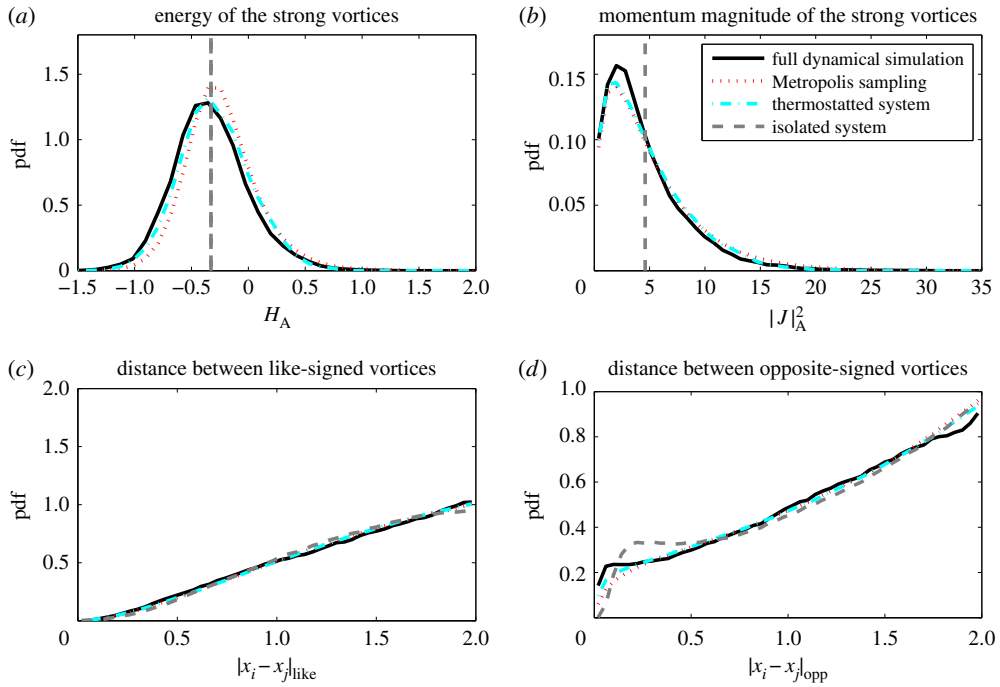 (a) energy of the strong vortices
pdf
1.5
1.0
0.5
0
−1.5 −1.0 −0.5 0 0.5 1.0 1.5 2.0
H_A
(b) momentum magnitude of the strong vortices
full dynamical simulation
Metropolis sampling
thermostatted system
isolated system
pdf
0.15
0.10
0.05
0 5 10 15 20 25 30 35
|J|²_A
(c) distance between like-signed vortices
pdf
2.0
2.0
1.5
1.0
0.5
0 0.5 1.0 1.5 2.0
|x_i − x_j|_like
(d) distance between opposite-signed vortices
pdf
1.0
0.8
0.6
0.4
0.2
0 0.5 1.0 1.5 2.0
|x_i − x_j|_opp